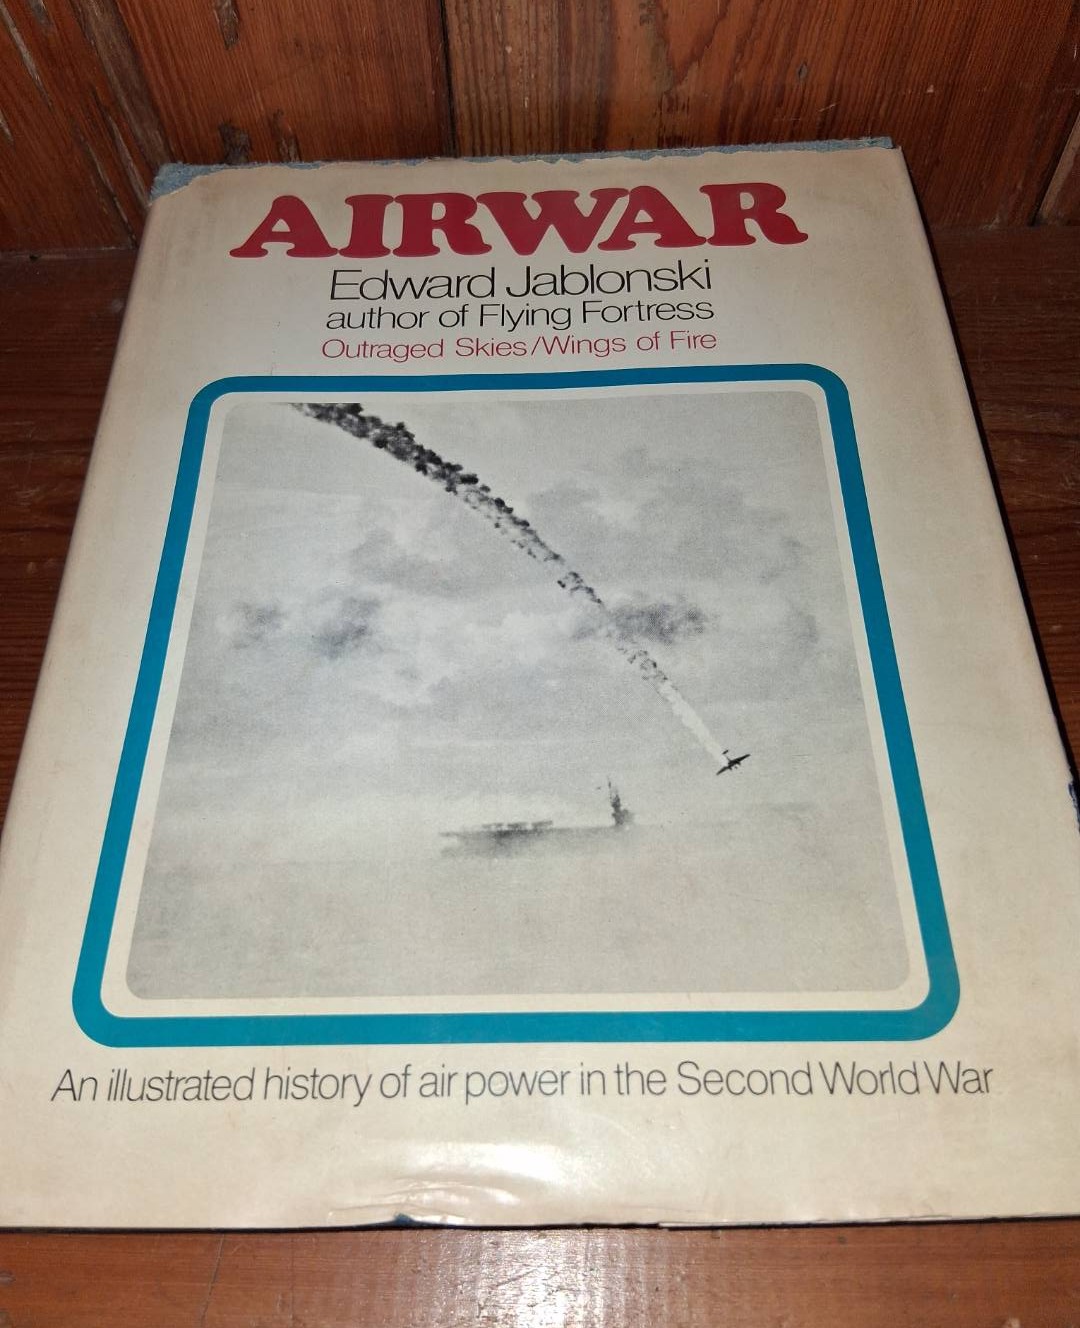 AIRWAR
Edward Jablonski
author of Flying Fortress
Outraged Skies/Wings of Fire
An illustrated history of air power in the Second World War